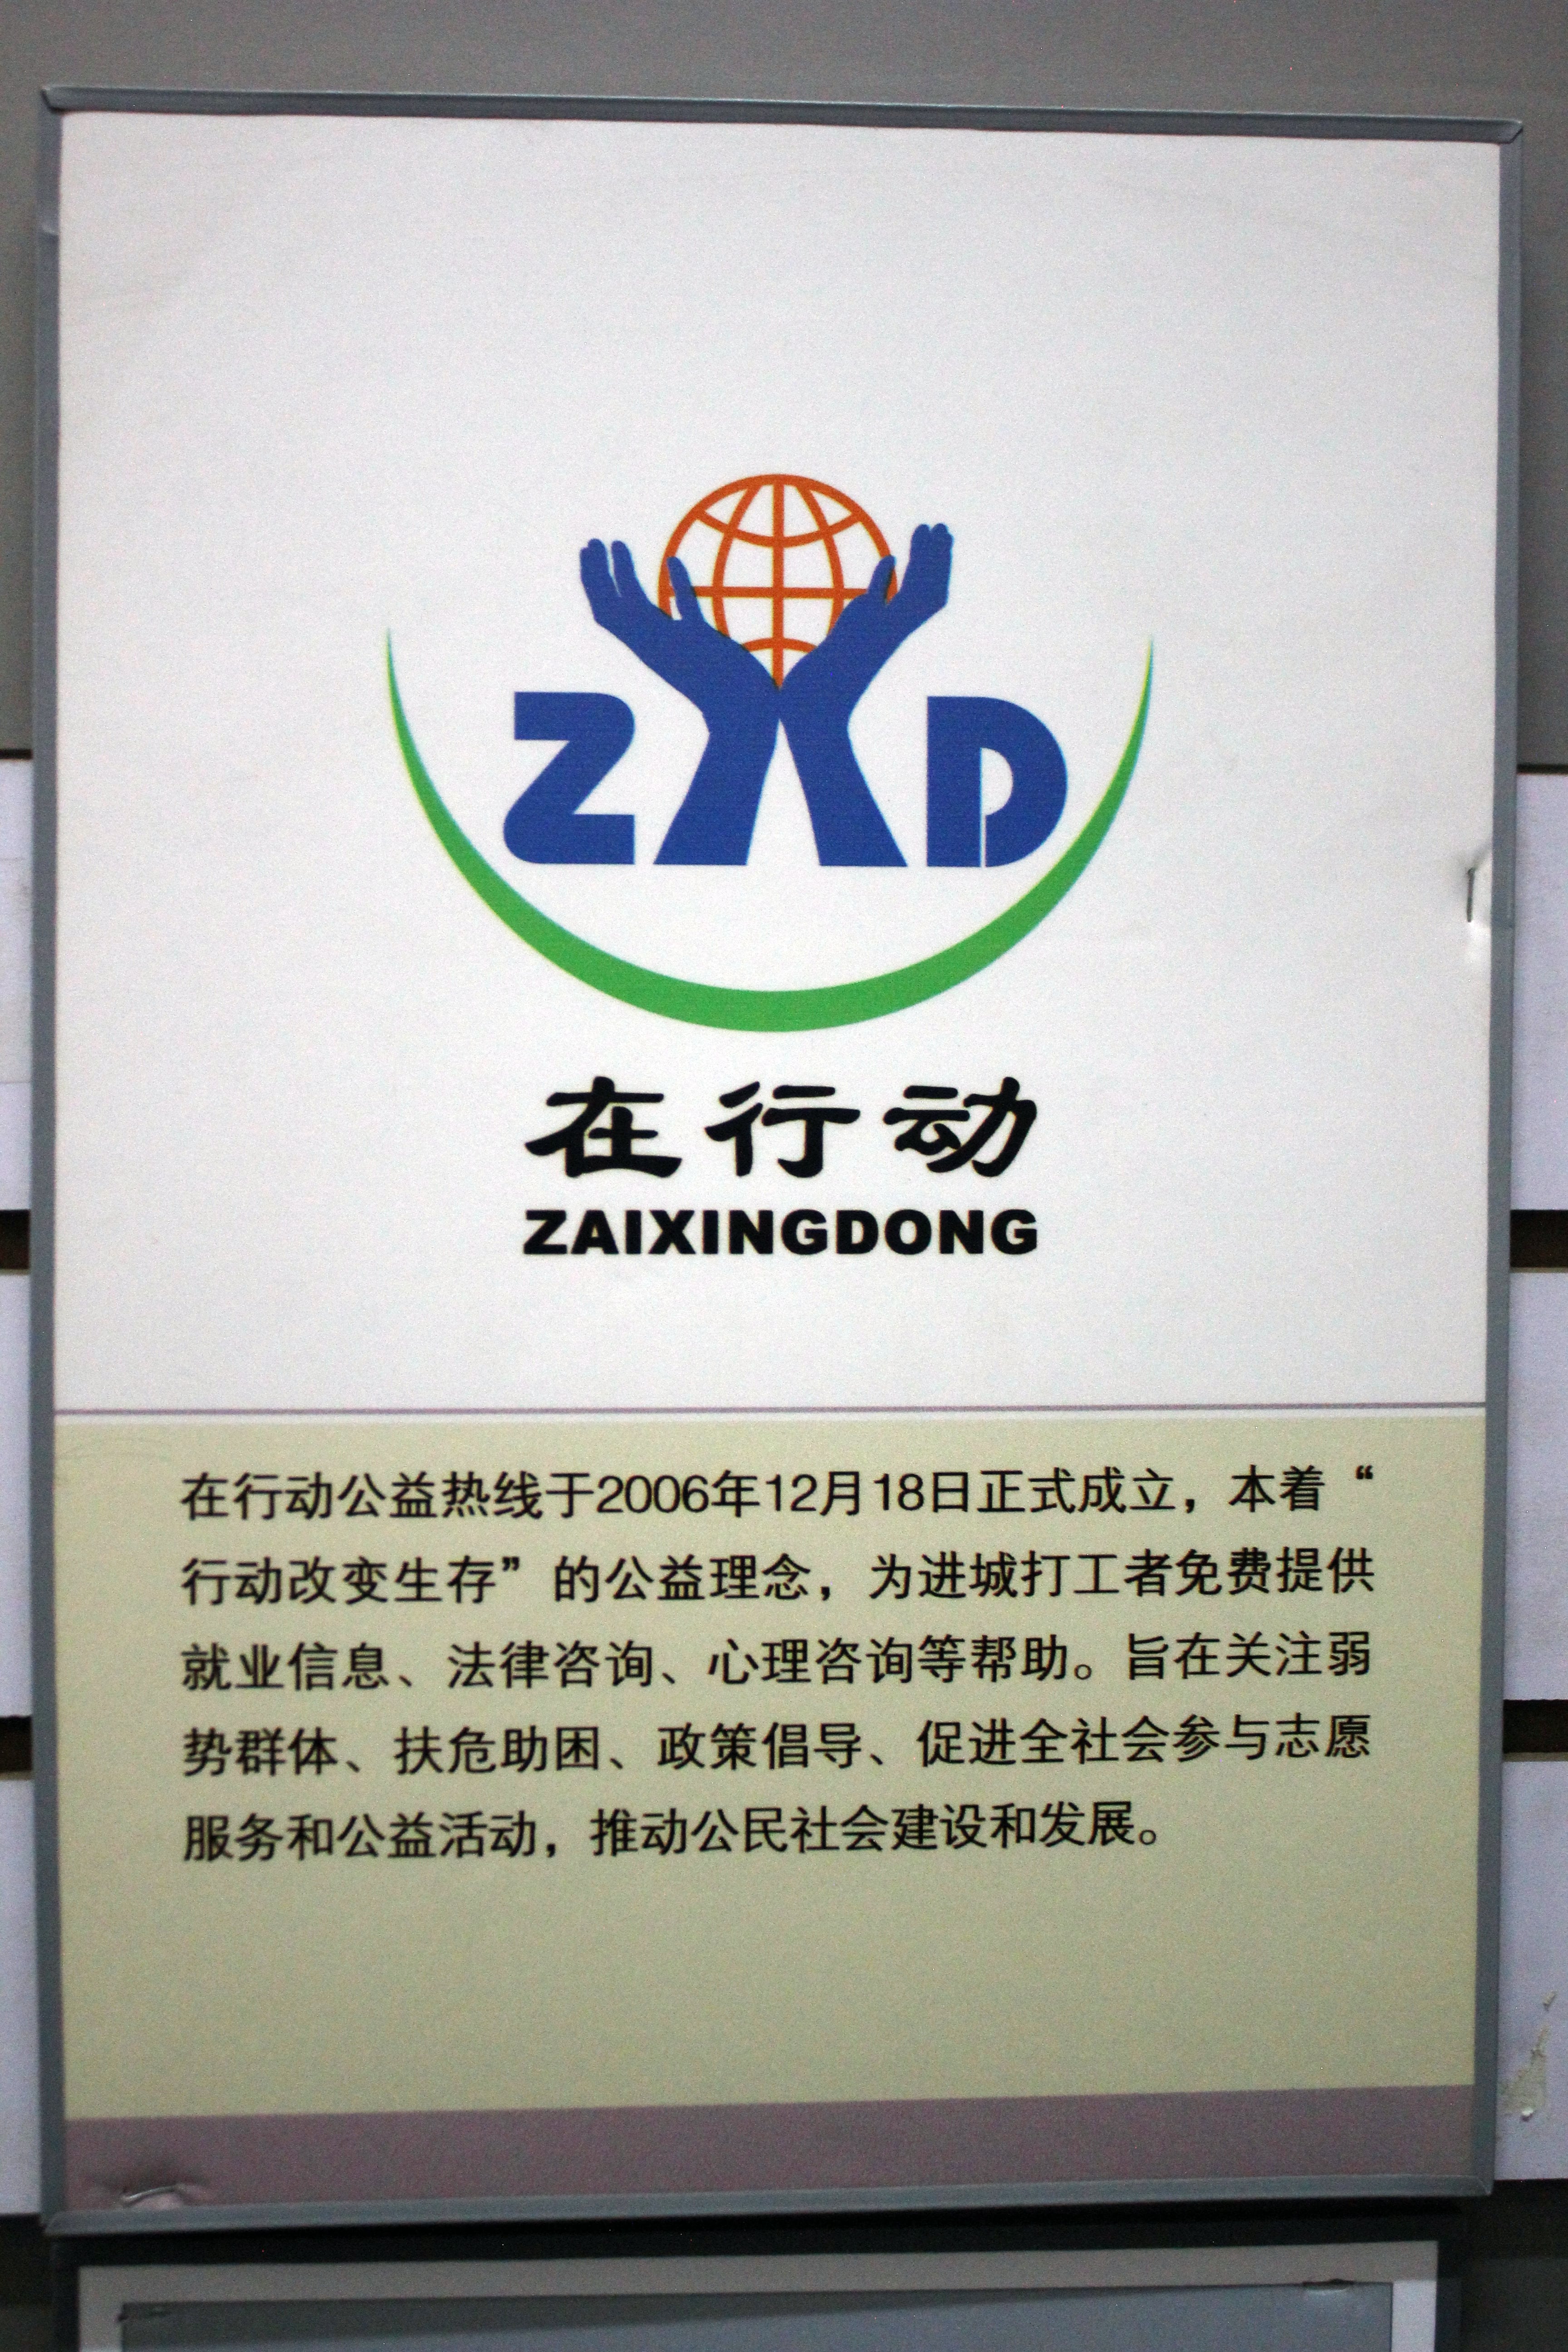 ZXD
在行动
ZAIXINGDONG
在行动公益热线于2006年12月18日正式成立，本着“
行动改变生存”的公益理念，为进城打工者免费提供
就业信息、法律咨询、心理咨询等帮助。旨在关注弱
势群体、扶危助困、政策倡导、促进全社会参与志愿
服务和公益活动，推动公民社会建设和发展。